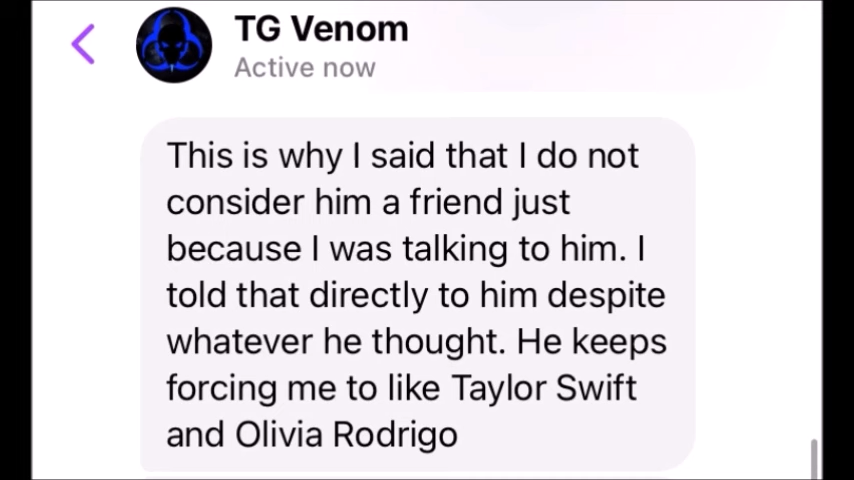 TG Venom
Active now
This is why I said that I do not
consider him a friend just
because I was talking to him. I
told that directly to him despite
whatever he thought. He keeps
forcing me to like Taylor Swift
and Olivia Rodrigo